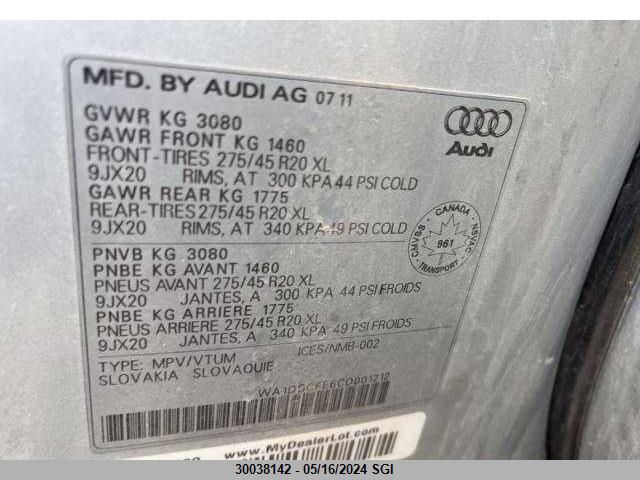 MFD. BY AUDI AG 07 11
GVWR KG 3080
GAWR FRONT KG 1460
FRONT-TIRES 275/45 R20 XL
9JX20 RIMS, AT 300 KPA 44 PSI COLD
GAWR REAR KG 1775
REAR-TIRES 275/45 R20 XL
9JX20 RIMS, AT 340 KPA 49 PSI COLD
Audi
CANADA
CMVSS 961 NSVAC
TRANSPORT
PNVB KG 3080
PNBE KG AVANT 1460
PNEUS AVANT 275/45 R20 XL
9JX20 JANTES, A 300 KPA 44 PSI FROIDS
PNBE KG ARRIERE 1775
PNEUS ARRIERE 275/45 R20 XL
9JX20 JANTES, A 340 KPA 49 PSI FROIDS
TYPE: MPV/VTUM ICES/NMB-002
SLOVAKIA SLOVAQUIE
WA1DSCFE6CD001212
www.MyDealerLot.com
30038142 - 05/16/2024 SGI